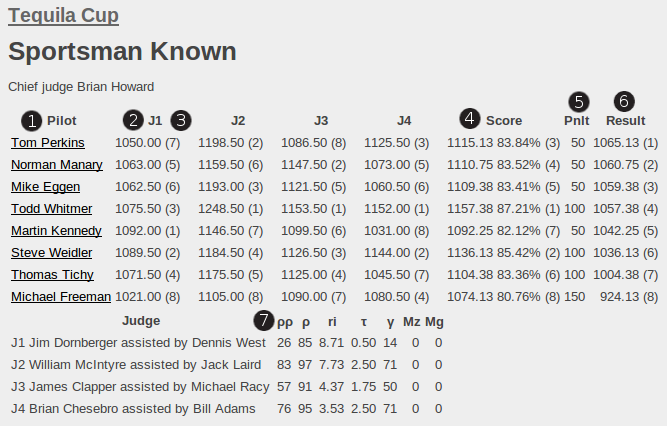 Tequila Cup
Sportsman Known
Chief judge Brian Howard
5 6
1 Pilot 2 J1 3 J2 J3 J4 4 Score Pnlt Result
Tom Perkins 1050.00 (7) 1198.50 (2) 1086.50 (8) 1125.50 (3) 1115.13 83.84% (3) 50 1065.13 (1)
Norman Manary 1063.00 (5) 1159.50 (6) 1147.50 (2) 1073.00 (5) 1110.75 83.52% (4) 50 1060.75 (2)
Mike Eggen 1062.50 (6) 1193.00 (3) 1121.50 (5) 1060.50 (6) 1109.38 83.41% (5) 50 1059.38 (3)
Todd Whitmer 1075.50 (3) 1248.50 (1) 1153.50 (1) 1152.00 (1) 1157.38 87.21% (1) 100 1057.38 (4)
Martin Kennedy 1092.00 (1) 1146.50 (7) 1099.50 (6) 1031.00 (8) 1092.25 82.12% (7) 50 1042.25 (5)
Steve Weidler 1089.50 (2) 1184.50 (4) 1126.50 (3) 1144.00 (2) 1136.13 85.42% (2) 100 1036.13 (6)
Thomas Tichy 1071.50 (4) 1175.50 (5) 1125.00 (4) 1045.50 (7) 1104.38 83.36% (6) 100 1004.38 (7)
Michael Freeman 1021.00 (8) 1105.00 (8) 1090.00 (7) 1080.50 (4) 1074.13 80.76% (8) 150 924.13 (8)
Judge 7 ρρ ρ ri τ γ Mz Mg
J1 Jim Dornberger assisted by Dennis West 26 85 8.71 0.50 14 0 0
J2 William McIntyre assisted by Jack Laird 83 97 7.73 2.50 71 0 0
J3 James Clapper assisted by Michael Racy 57 91 4.37 1.75 50 0 0
J4 Brian Chesebro assisted by Bill Adams 76 95 3.53 2.50 71 0 0